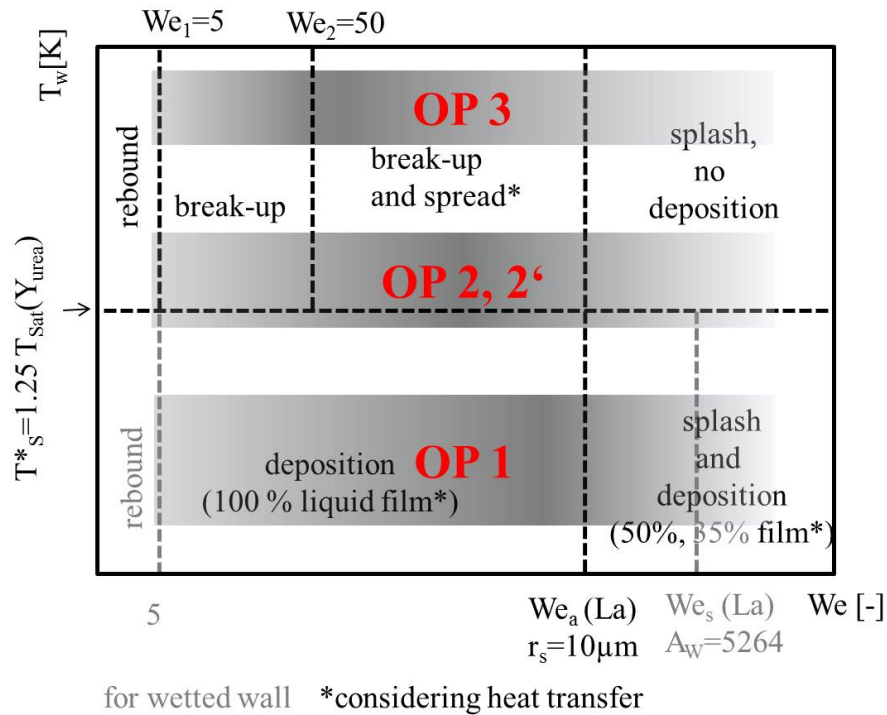 We₁=5
We₂=50
T_w[K]
OP 3
rebound
break-up
break-up
and spread*
splash,
no
deposition
OP 2, 2‘
T*_S=1.25 T_Sat(Y_urea)
rebound
deposition
(100 % liquid film*)
OP 1
splash
and
deposition
(50%, 35% film*)
5
We_a (La)
r_s=10µm
We_s (La)
A_W=5264
We [-]
for wetted wall
*considering heat transfer